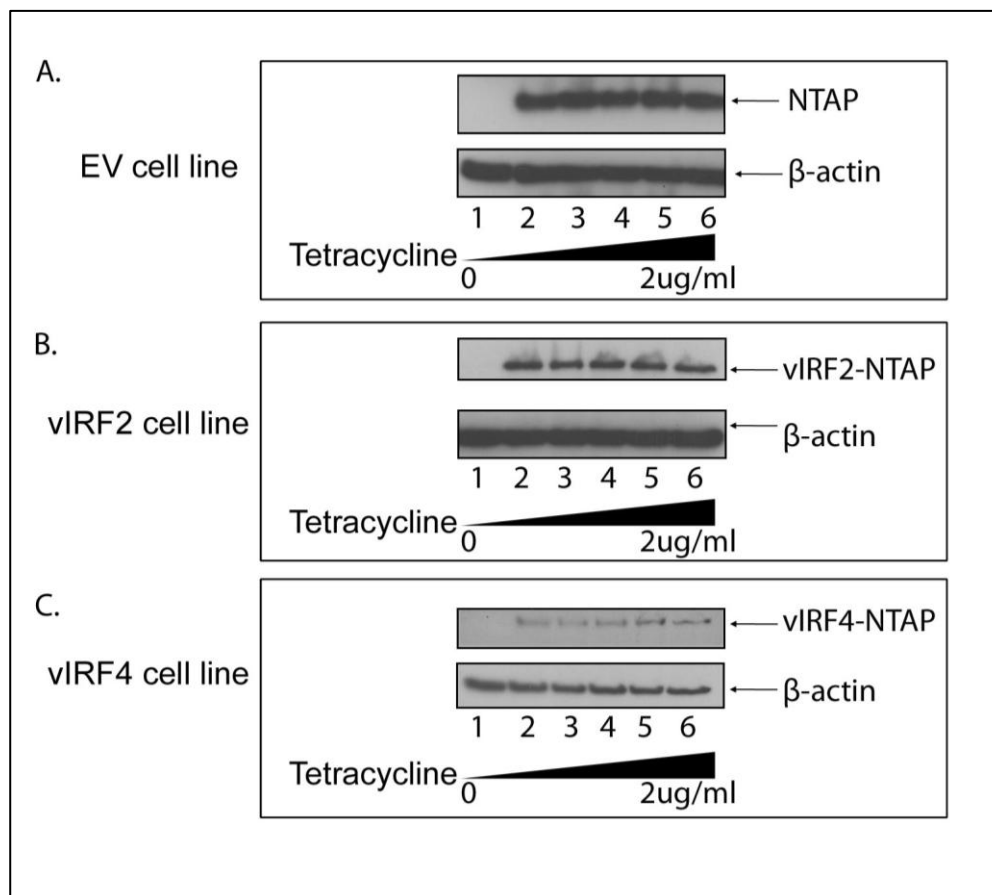 A.
EV cell line
NTAP
β-actin
1 2 3 4 5 6
Tetracycline
0 2ug/ml
B.
vIRF2 cell line
vIRF2-NTAP
β-actin
1 2 3 4 5 6
Tetracycline
0 2ug/ml
C.
vIRF4 cell line
vIRF4-NTAP
β-actin
1 2 3 4 5 6
Tetracycline
0 2ug/ml